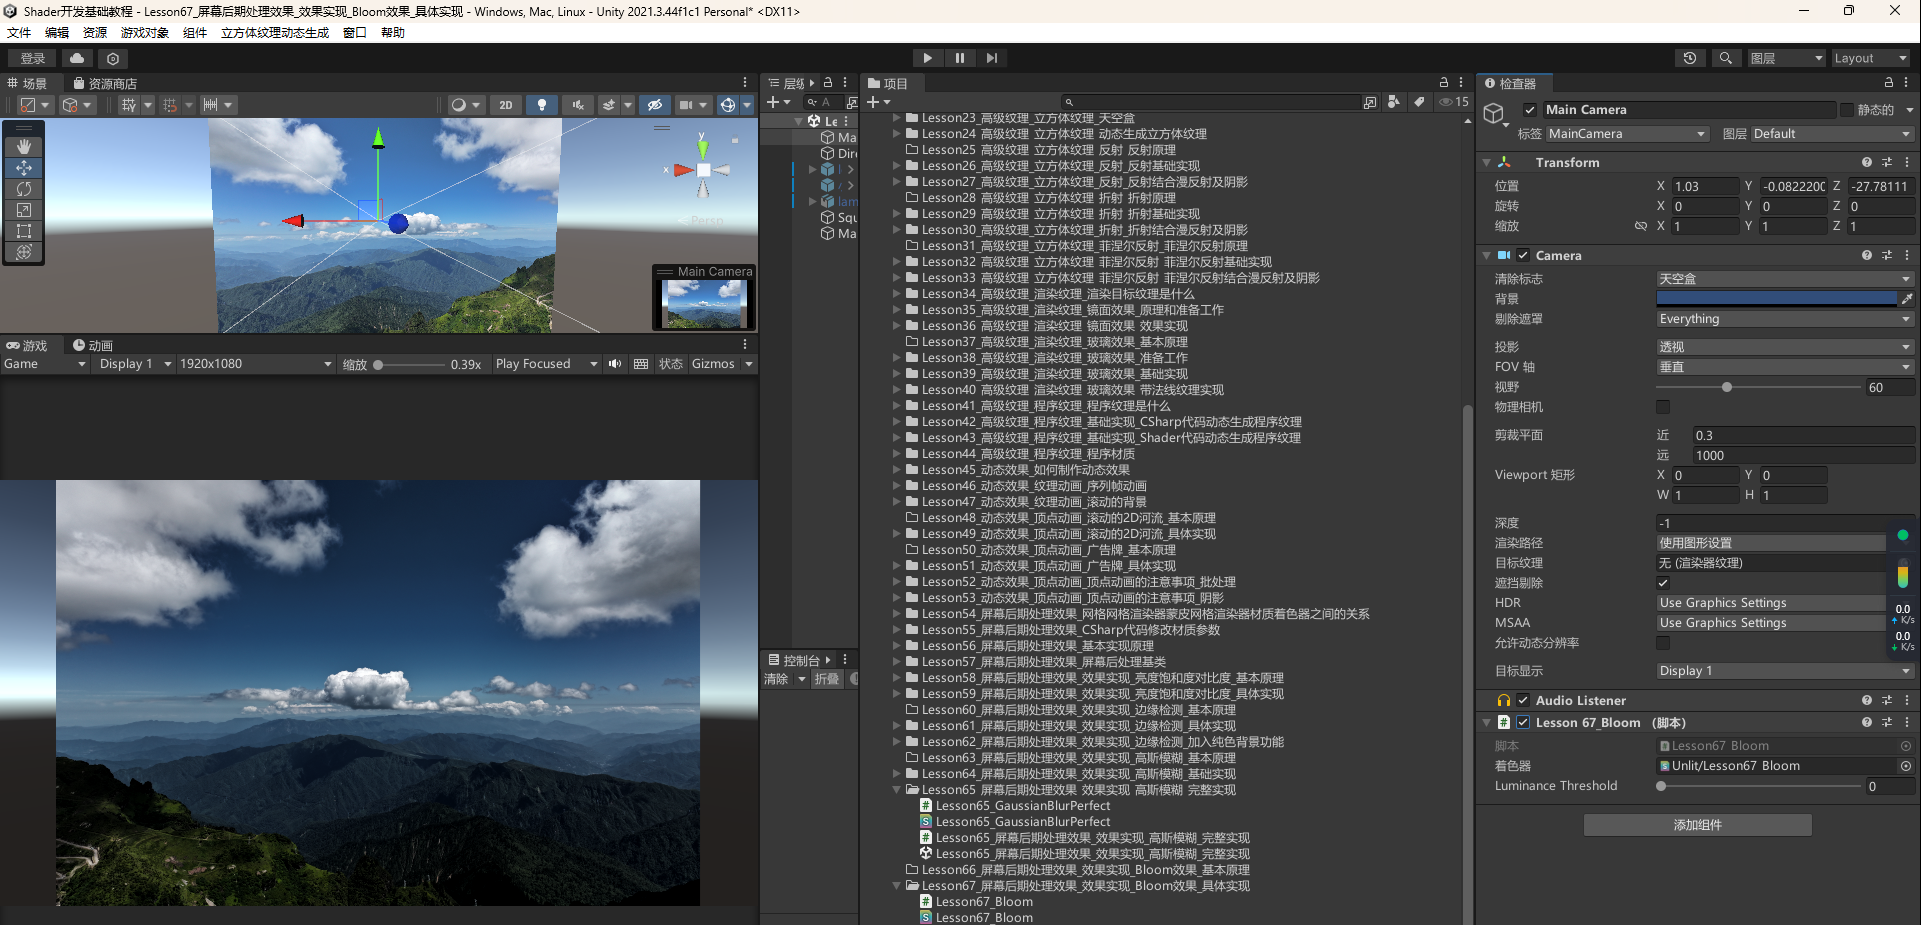 Shader开发基础教程 - Lesson67_屏幕后期处理效果_效果实现_Bloom效果_具体实现 - Windows, Mac, Linux - Unity 2021.3.44f1c1 Personal* <DX11>
文件 编辑 资源 游戏对象 组件 立方体纹理动态生成 窗口 帮助
登录 图层 Layout
场景 资源商店
2D
y
x
Persp
Main Camera
游戏 动画
Game Display 1 1920x1080 缩放 0.39x Play Focused 状态 Gizmos
层级
A
Le
Ma
Dire
lam
Squ
Ma
控制台
清除 折叠
项目
15
Lesson23_高级纹理_立方体纹理_天空盒
Lesson24_高级纹理_立方体纹理_动态生成立方体纹理
Lesson25_高级纹理_立方体纹理_反射_反射原理
Lesson26_高级纹理_立方体纹理_反射_反射基础实现
Lesson27_高级纹理_立方体纹理_反射_反射结合漫反射及阴影
Lesson28_高级纹理_立方体纹理_折射_折射原理
Lesson29_高级纹理_立方体纹理_折射_折射基础实现
Lesson30_高级纹理_立方体纹理_折射_折射结合漫反射及阴影
Lesson31_高级纹理_立方体纹理_菲涅尔反射_菲涅尔反射原理
Lesson32_高级纹理_立方体纹理_菲涅尔反射_菲涅尔反射基础实现
Lesson33_高级纹理_立方体纹理_菲涅尔反射_菲涅尔反射结合漫反射及阴影
Lesson34_高级纹理_渲染纹理_渲染目标纹理是什么
Lesson35_高级纹理_渲染纹理_镜面效果_原理和准备工作
Lesson36_高级纹理_渲染纹理_镜面效果_效果实现
Lesson37_高级纹理_渲染纹理_玻璃效果_基本原理
Lesson38_高级纹理_渲染纹理_玻璃效果_准备工作
Lesson39_高级纹理_渲染纹理_玻璃效果_基础实现
Lesson40_高级纹理_渲染纹理_玻璃效果_带法线纹理实现
Lesson41_高级纹理_程序纹理_程序纹理是什么
Lesson42_高级纹理_程序纹理_基础实现_CSharp代码动态生成程序纹理
Lesson43_高级纹理_程序纹理_基础实现_Shader代码动态生成程序纹理
Lesson44_高级纹理_程序纹理_程序材质
Lesson45_动态效果_如何制作动态效果
Lesson46_动态效果_纹理动画_序列帧动画
Lesson47_动态效果_纹理动画_滚动的背景
Lesson48_动态效果_顶点动画_滚动的2D河流_基本原理
Lesson49_动态效果_顶点动画_滚动的2D河流_具体实现
Lesson50_动态效果_顶点动画_广告牌_基本原理
Lesson51_动态效果_顶点动画_广告牌_具体实现
Lesson52_动态效果_顶点动画_顶点动画的注意事项_批处理
Lesson53_动态效果_顶点动画_顶点动画的注意事项_阴影
Lesson54_屏幕后期处理效果_网格网格渲染器蒙皮网格渲染器材质着色器之间的关系
Lesson55_屏幕后期处理效果_CSharp代码修改材质参数
Lesson56_屏幕后期处理效果_基本实现原理
Lesson57_屏幕后期处理效果_屏幕后处理基类
Lesson58_屏幕后期处理效果_效果实现_亮度饱和度对比度_基本原理
Lesson59_屏幕后期处理效果_效果实现_亮度饱和度对比度_具体实现
Lesson60_屏幕后期处理效果_效果实现_边缘检测_基本原理
Lesson61_屏幕后期处理效果_效果实现_边缘检测_具体实现
Lesson62_屏幕后期处理效果_效果实现_边缘检测_加入纯色背景功能
Lesson63_屏幕后期处理效果_效果实现_高斯模糊_基本原理
Lesson64_屏幕后期处理效果_效果实现_高斯模糊_基础实现
Lesson65_屏幕后期处理效果_效果实现_高斯模糊_完整实现
Lesson65_GaussianBlurPerfect
Lesson65_GaussianBlurPerfect
Lesson65_屏幕后期处理效果_效果实现_高斯模糊_完整实现
Lesson65_屏幕后期处理效果_效果实现_高斯模糊_完整实现
Lesson66_屏幕后期处理效果_效果实现_Bloom效果_基本原理
Lesson67_屏幕后期处理效果_效果实现_Bloom效果_具体实现
Lesson67_Bloom
Lesson67_Bloom
检查器
Main Camera 静态的
标签 MainCamera 图层 Default
Transform
位置 X 1.03 Y -0.0822200 Z -27.78111
旋转 X 0 Y 0 Z 0
缩放 X 1 Y 1 Z 1
Camera
清除标志 天空盒
背景
剔除遮罩 Everything
投影 透视
FOV 轴 垂直
视野 60
物理相机
剪裁平面 近 0.3
远 1000
Viewport 矩形 X 0 Y 0
W 1 H 1
深度 -1
渲染路径 使用图形设置
目标纹理 无 (渲染器纹理)
遮挡剔除
HDR Use Graphics Settings
MSAA Use Graphics Settings
允许动态分辨率
目标显示 Display 1
0.0
K/s
0.0
K/s
Audio Listener
Lesson 67_Bloom （脚本）
脚本 Lesson67_Bloom
着色器 Unlit/Lesson67_Bloom
Luminance Threshold 0
添加组件